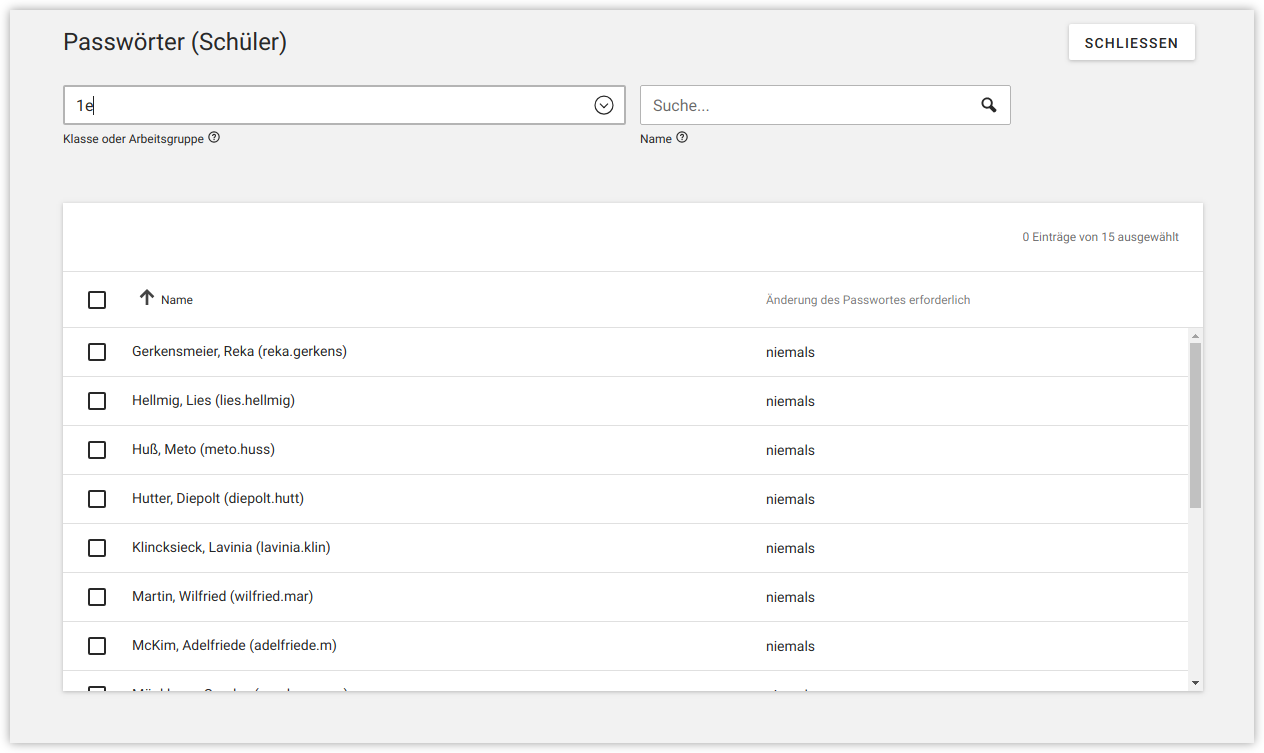 Passwörter (Schüler)
SCHLIESSEN
1e
Suche...
Klasse oder Arbeitsgruppe
Name
0 Einträge von 15 ausgewählt
Name
Änderung des Passwortes erforderlich
Gerkensmeier, Reka (reka.gerkens)
niemals
Hellmig, Lies (lies.hellmig)
niemals
Huß, Meto (meto.huss)
niemals
Hutter, Diepolt (diepolt.hutt)
niemals
Klincksieck, Lavinia (lavinia.klin)
niemals
Martin, Wilfried (wilfried.mar)
niemals
McKim, Adelfriede (adelfriede.m)
niemals